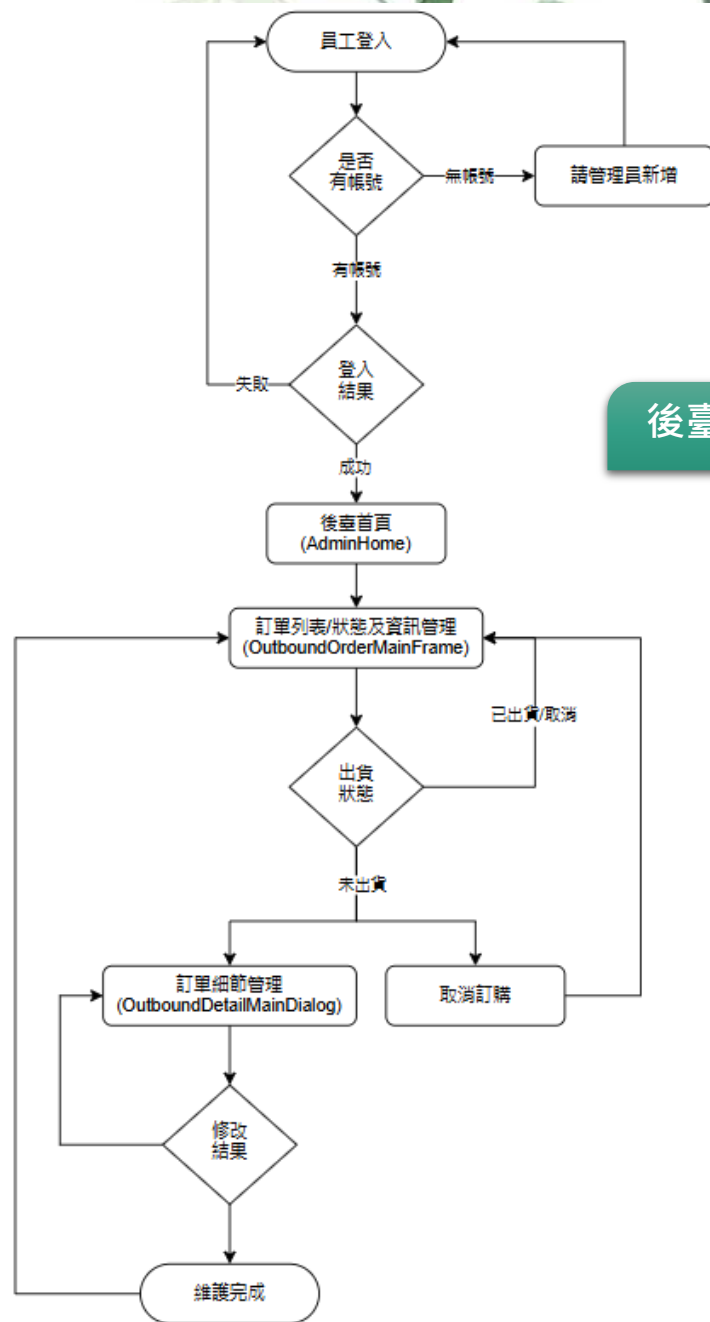 員工登入
是否
有帳號
無帳號
請管理員新增
有帳號
登入
結果
失敗
後臺
成功
後臺首頁
(AdminHome)
訂單列表/狀態及資訊管理
(OutboundOrderMainFrame)
已出貨/取消
出貨
狀態
未出貨
訂單細節管理
(OutboundDetailMainDialog)
取消訂購
修改
結果
維護完成